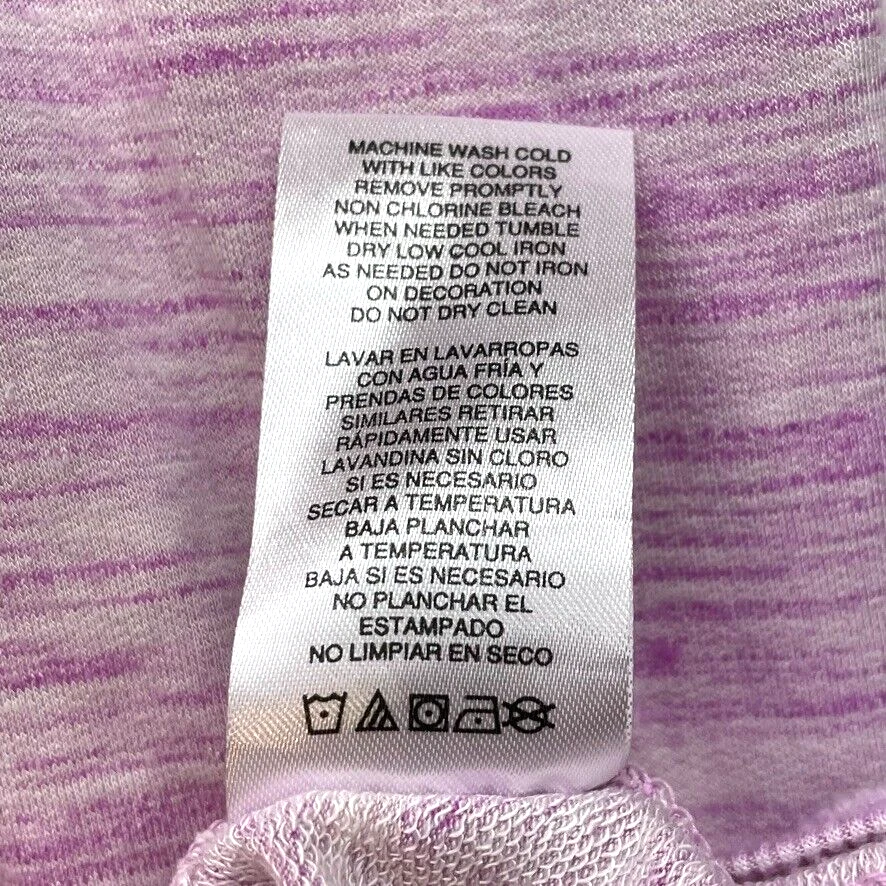 MACHINE WASH COLD
WITH LIKE COLORS
REMOVE PROMPTLY
NON CHLORINE BLEACH
WHEN NEEDED TUMBLE
DRY LOW COOL IRON
AS NEEDED DO NOT IRON
ON DECORATION
DO NOT DRY CLEAN
LAVAR EN LAVARROPAS
CON AGUA FRÍA Y
PRENDAS DE COLORES
SIMILARES RETIRAR
RÁPIDAMENTE USAR
LAVANDINA SIN CLORO
SI ES NECESARIO
SECAR A TEMPERATURA
BAJA PLANCHAR
A TEMPERATURA
BAJA SI ES NECESARIO
NO PLANCHAR EL
ESTAMPADO
NO LIMPIAR EN SECO